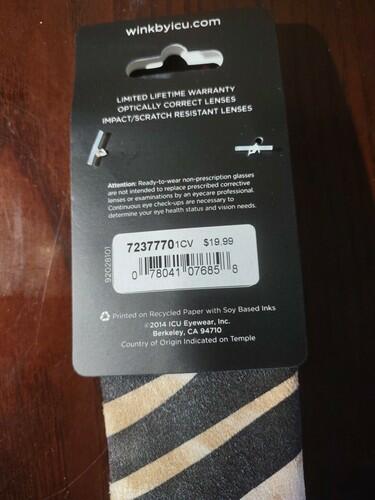 winkbyicu.com
LIMITED LIFETIME WARRANTY
OPTICALLY CORRECT LENSES
IMPACT/SCRATCH RESISTANT LENSES
Attention: Ready-to-wear non-prescription glasses
are not intended to replace prescribed corrective
lenses or examinations by an eyecare professional.
Continuous eye check-ups are necessary to
determine your eye health status and vision needs.
92028101
72377701CV $19.99
0 78041 07685 8
Printed on Recycled Paper with Soy Based Inks
©2014 ICU Eyewear, Inc.
Berkeley, CA 94710
Country of Origin Indicated on Temple